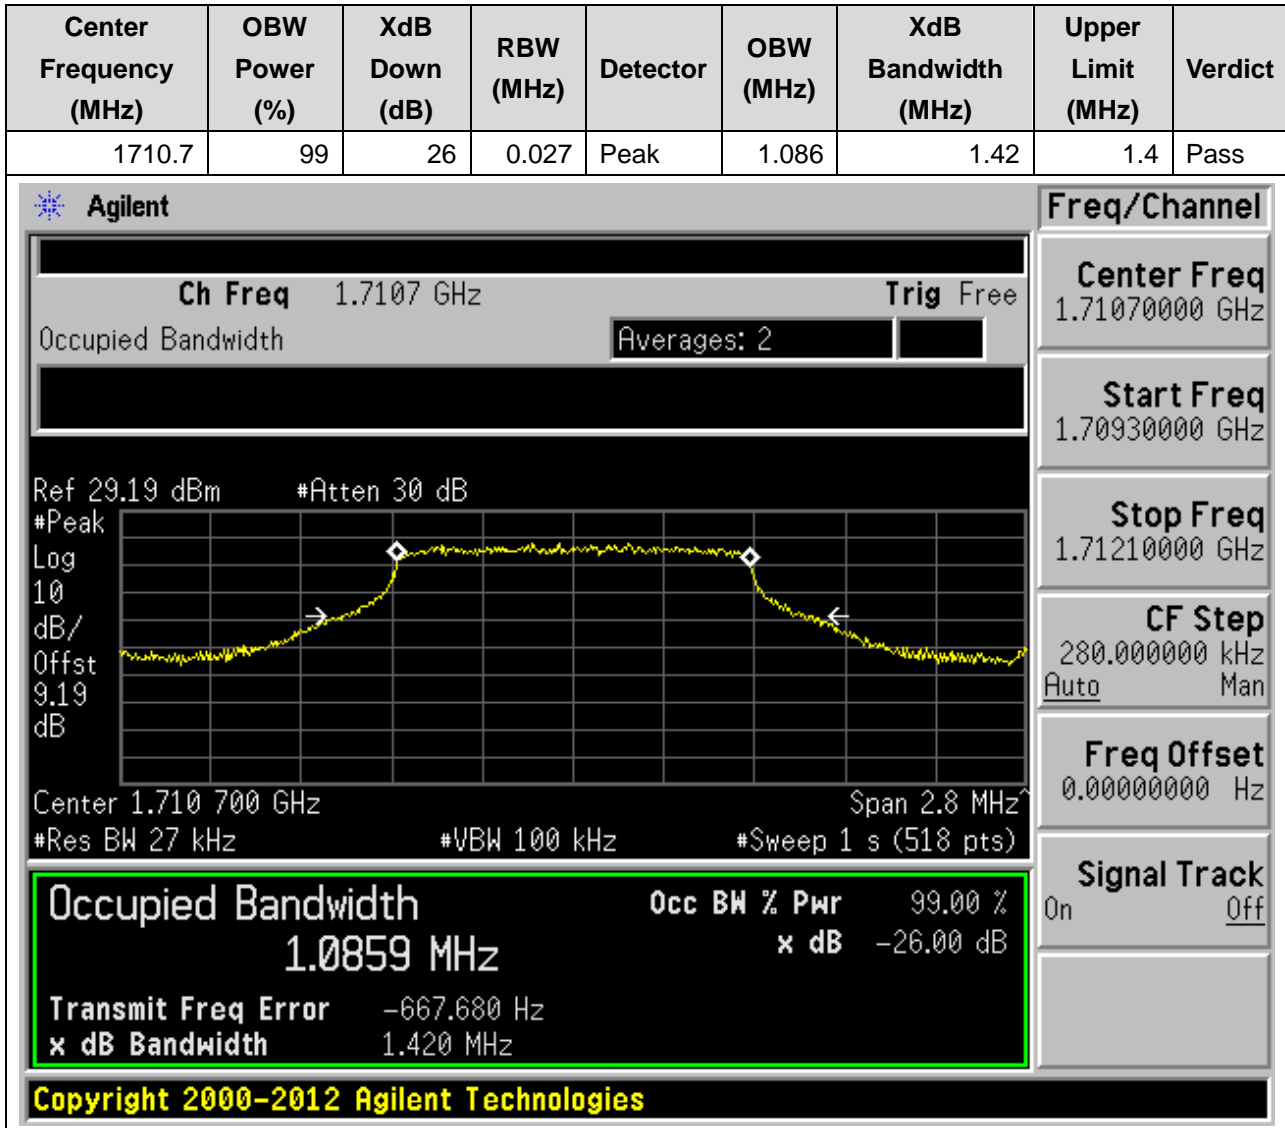 Center Frequency (MHz) OBW Power (%) XdB Down (dB) RBW (MHz) Detector OBW (MHz) XdB Bandwidth (MHz) Upper Limit (MHz) Verdict
1710.7 99 26 0.027 Peak 1.086 1.42 1.4 Pass
Agilent
Freq/Channel
Ch Freq 1.7107 GHz Trig Free
Occupied Bandwidth Averages: 2
Center Freq
1.71070000 GHz
Start Freq
1.70930000 GHz
Stop Freq
1.71210000 GHz
CF Step
280.000000 kHz
Auto Man
Freq Offset
0.00000000 Hz
Signal Track
On Off
Ref 29.19 dBm #Atten 30 dB
#Peak
Log
10
dB/
Offst
9.19
dB
Center 1.710 700 GHz Span 2.8 MHz^
#Res BW 27 kHz #VBW 100 kHz #Sweep 1 s (518 pts)
Occupied Bandwidth
1.0859 MHz
Occ BW % Pwr 99.00 %
x dB -26.00 dB
Transmit Freq Error -667.680 Hz
x dB Bandwidth 1.420 MHz
Copyright 2000-2012 Agilent Technologies